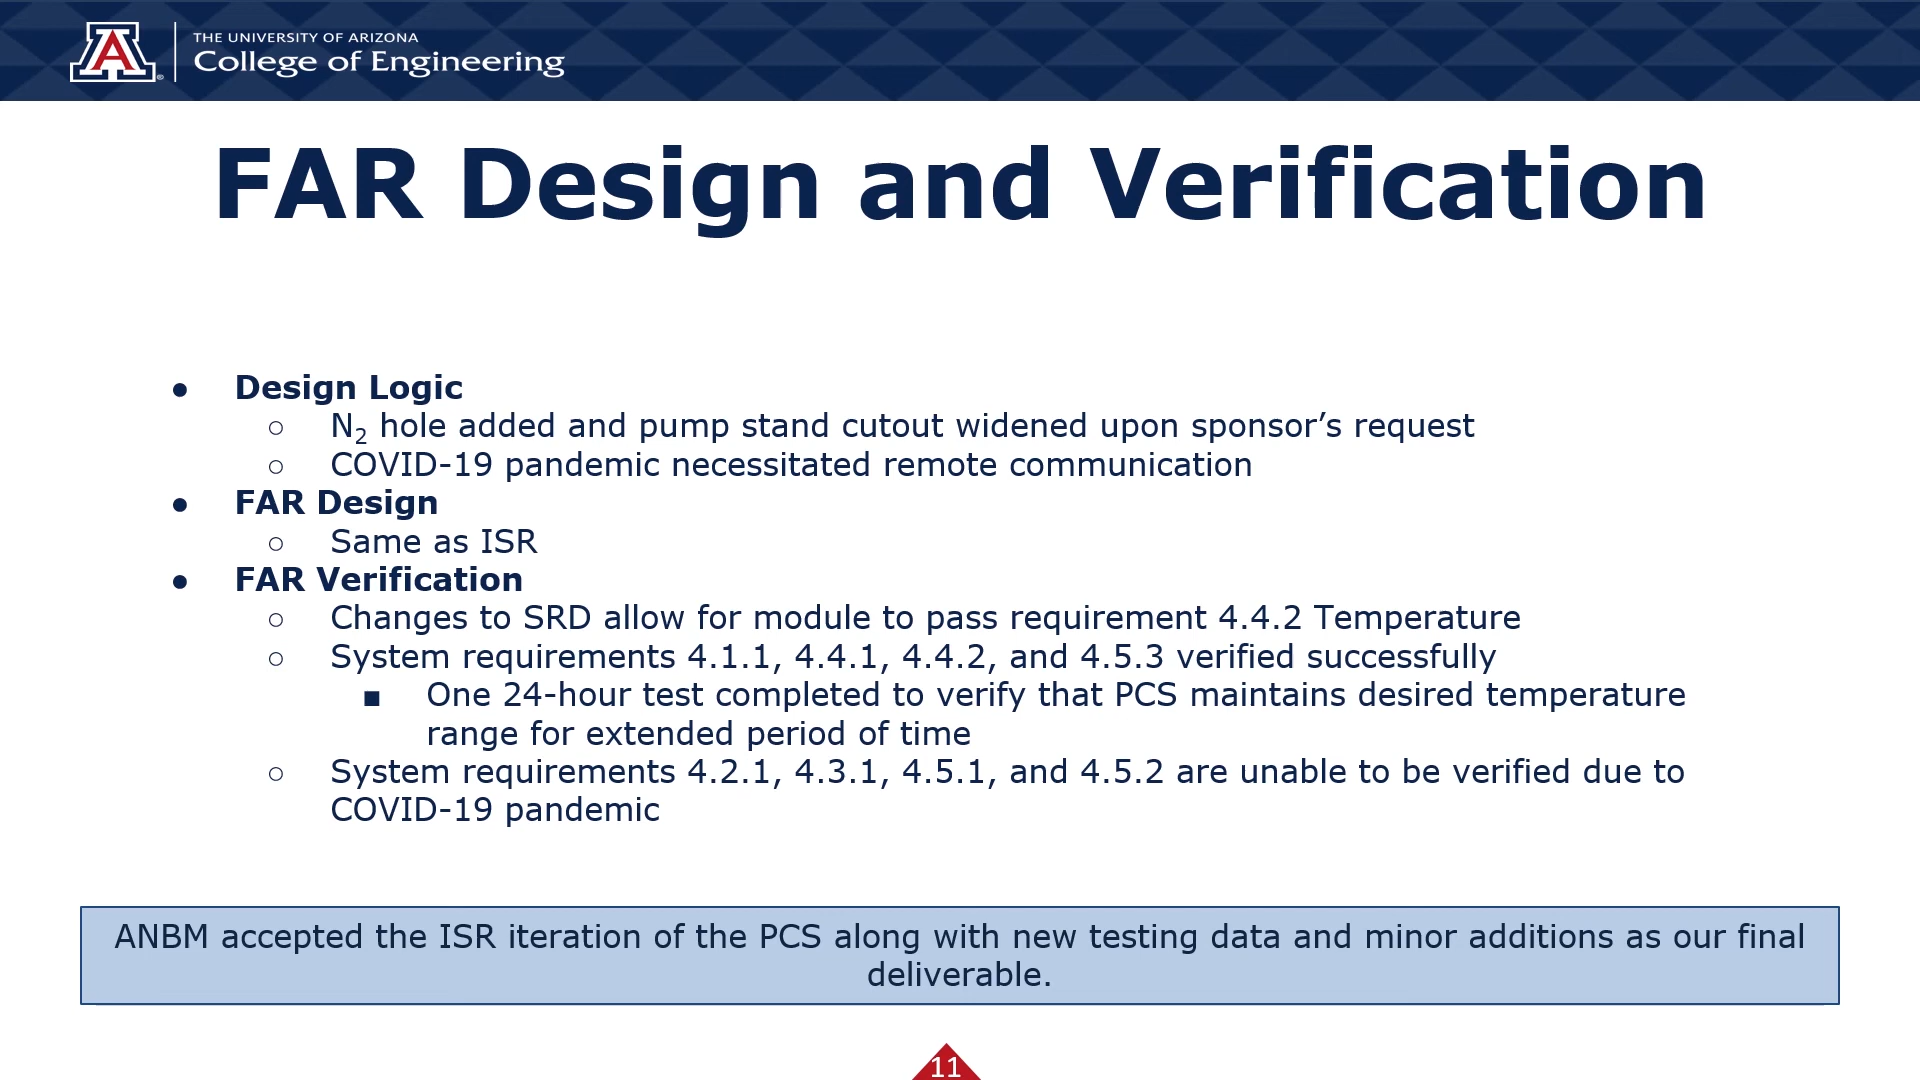 THE UNIVERSITY OF ARIZONA
College of Engineering
FAR Design and Verification
● Design Logic
○ N₂ hole added and pump stand cutout widened upon sponsor’s request
○ COVID-19 pandemic necessitated remote communication
● FAR Design
○ Same as ISR
● FAR Verification
○ Changes to SRD allow for module to pass requirement 4.4.2 Temperature
○ System requirements 4.1.1, 4.4.1, 4.4.2, and 4.5.3 verified successfully
■ One 24-hour test completed to verify that PCS maintains desired temperature
range for extended period of time
○ System requirements 4.2.1, 4.3.1, 4.5.1, and 4.5.2 are unable to be verified due to
COVID-19 pandemic
ANBM accepted the ISR iteration of the PCS along with new testing data and minor additions as our final
deliverable.
11